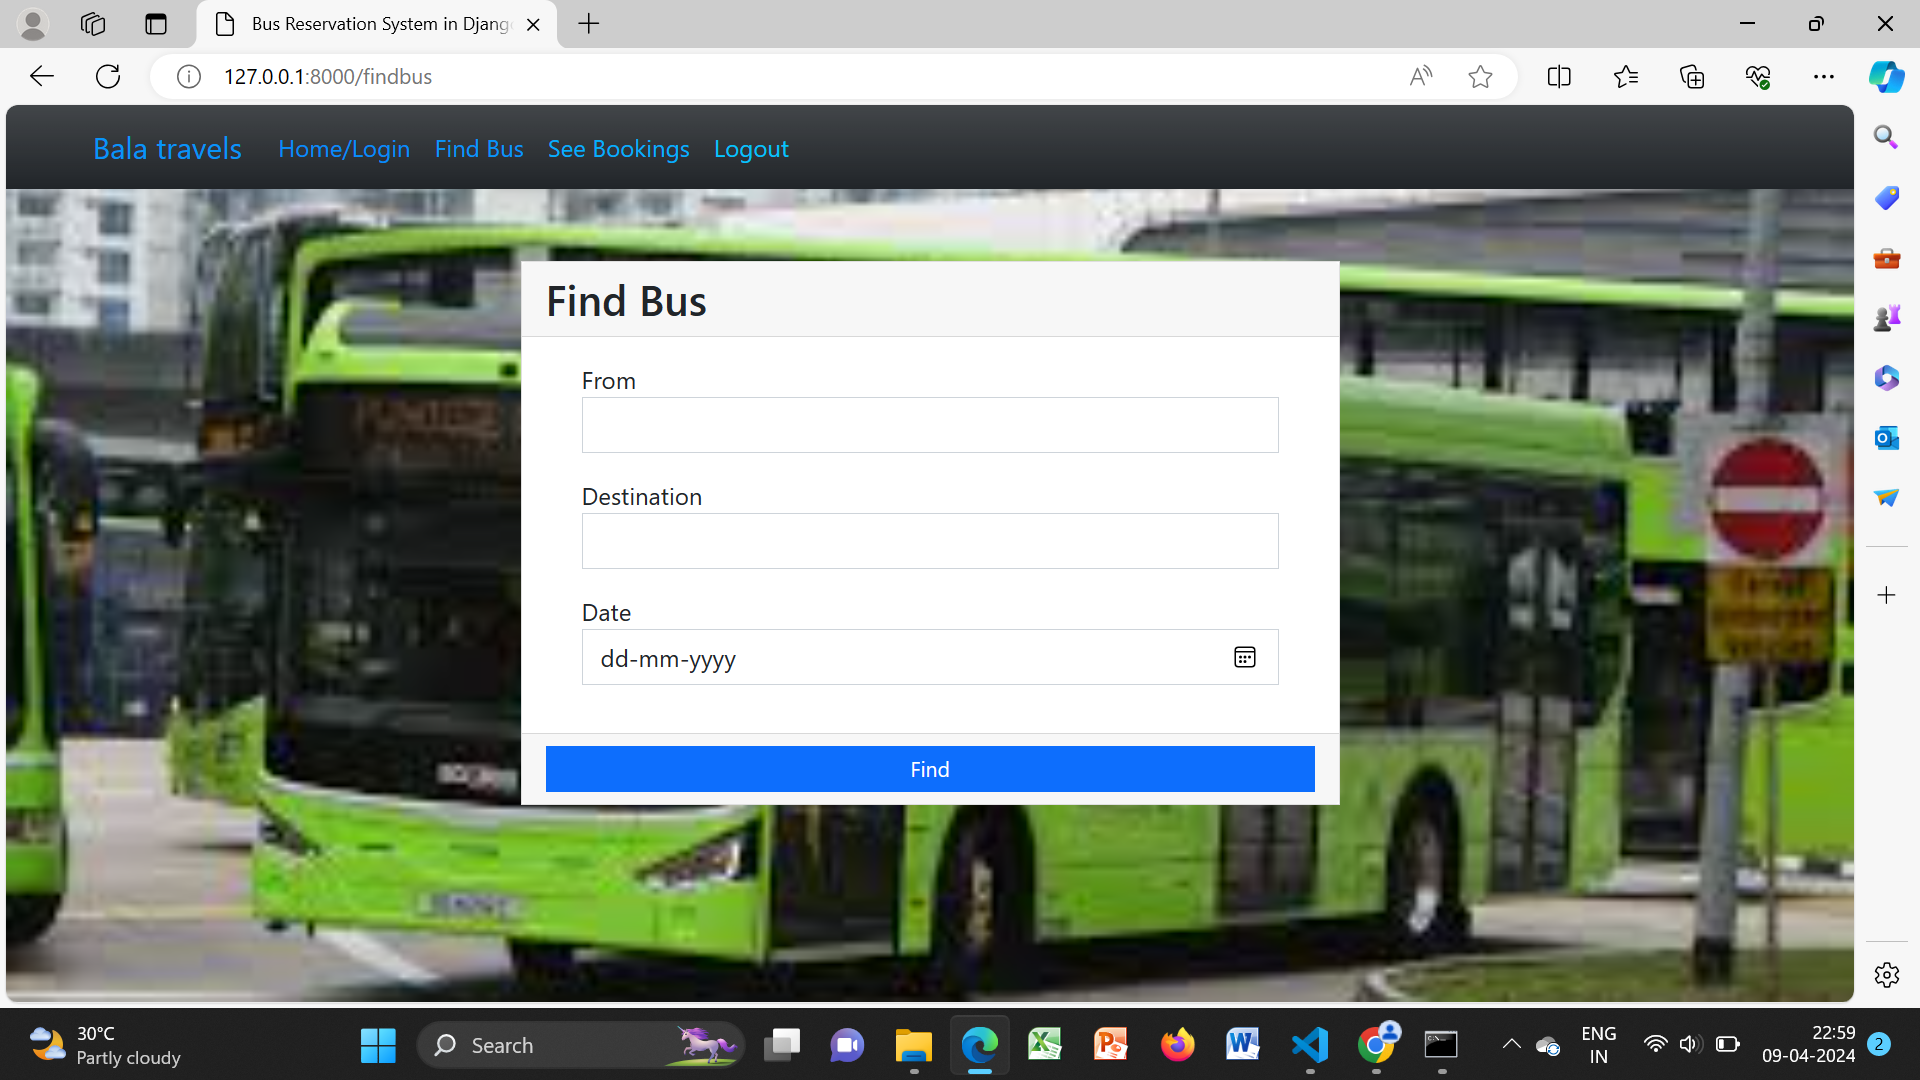 Bus Reservation System in Djang
127.0.0.1:8000/findbus
Bala travels
Home/Login
Find Bus
See Bookings
Logout
Find Bus
From
Destination
Date
dd-mm-yyyy
Find
30°C
Partly cloudy
Search
ENG
IN
22:59
09-04-2024
2